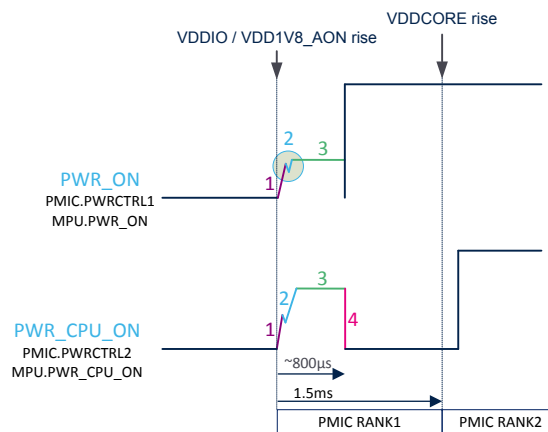 VDDCORE rise
VDDIO / VDD1V8_AON rise
2
3
1
PWR_ON
PMIC.PWRCTRL1
MPU.PWR_ON
3
2
4
1
PWR_CPU_ON
PMIC.PWRCTRL2
MPU.PWR_CPU_ON
~800µs
1.5ms
PMIC RANK1
PMIC RANK2